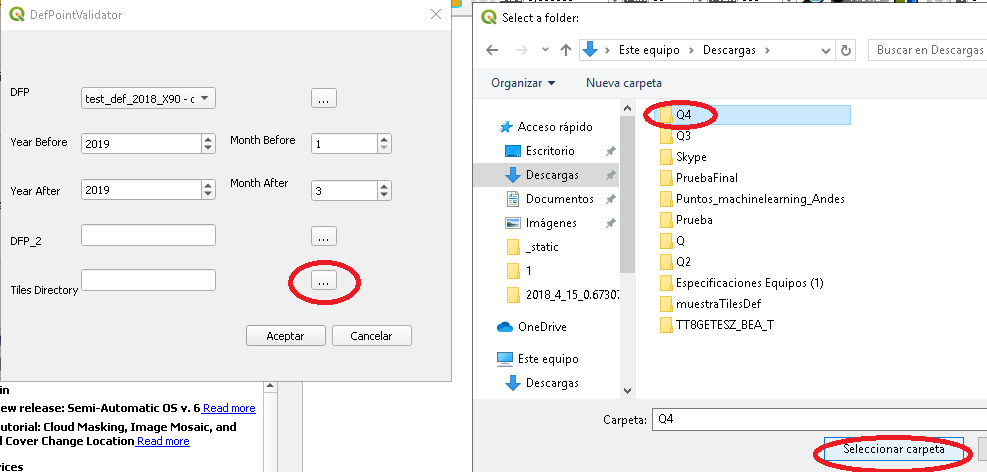 DefPointValidator
DFP
test_def_2018_X90 - c
...
Year Before
2019
Month Before
1
Year After
2019
Month After
3
DFP_2
...
Tiles Directory
...
Aceptar
Cancelar
in
ew release: Semi-Automatic OS v. 6 Read more
utorial: Cloud Masking, Image Mosaic, and
d Cover Change Location Read more
vices
Select a folder:
Este equipo
Descargas
Buscar en Descargas
Organizar
Nueva carpeta
Acceso rápido
Escritorio
Descargas
Documentos
Imágenes
_static
1
2018_4_15_0.67307
OneDrive
Este equipo
Descargas
Q4
Q3
Skype
PruebaFinal
Puntos_machinelearning_Andes
Prueba
Q
Q2
Especificaciones Equipos (1)
muestraTilesDef
TT8GETESZ_BEA_T
Carpeta:
Q4
Seleccionar carpeta